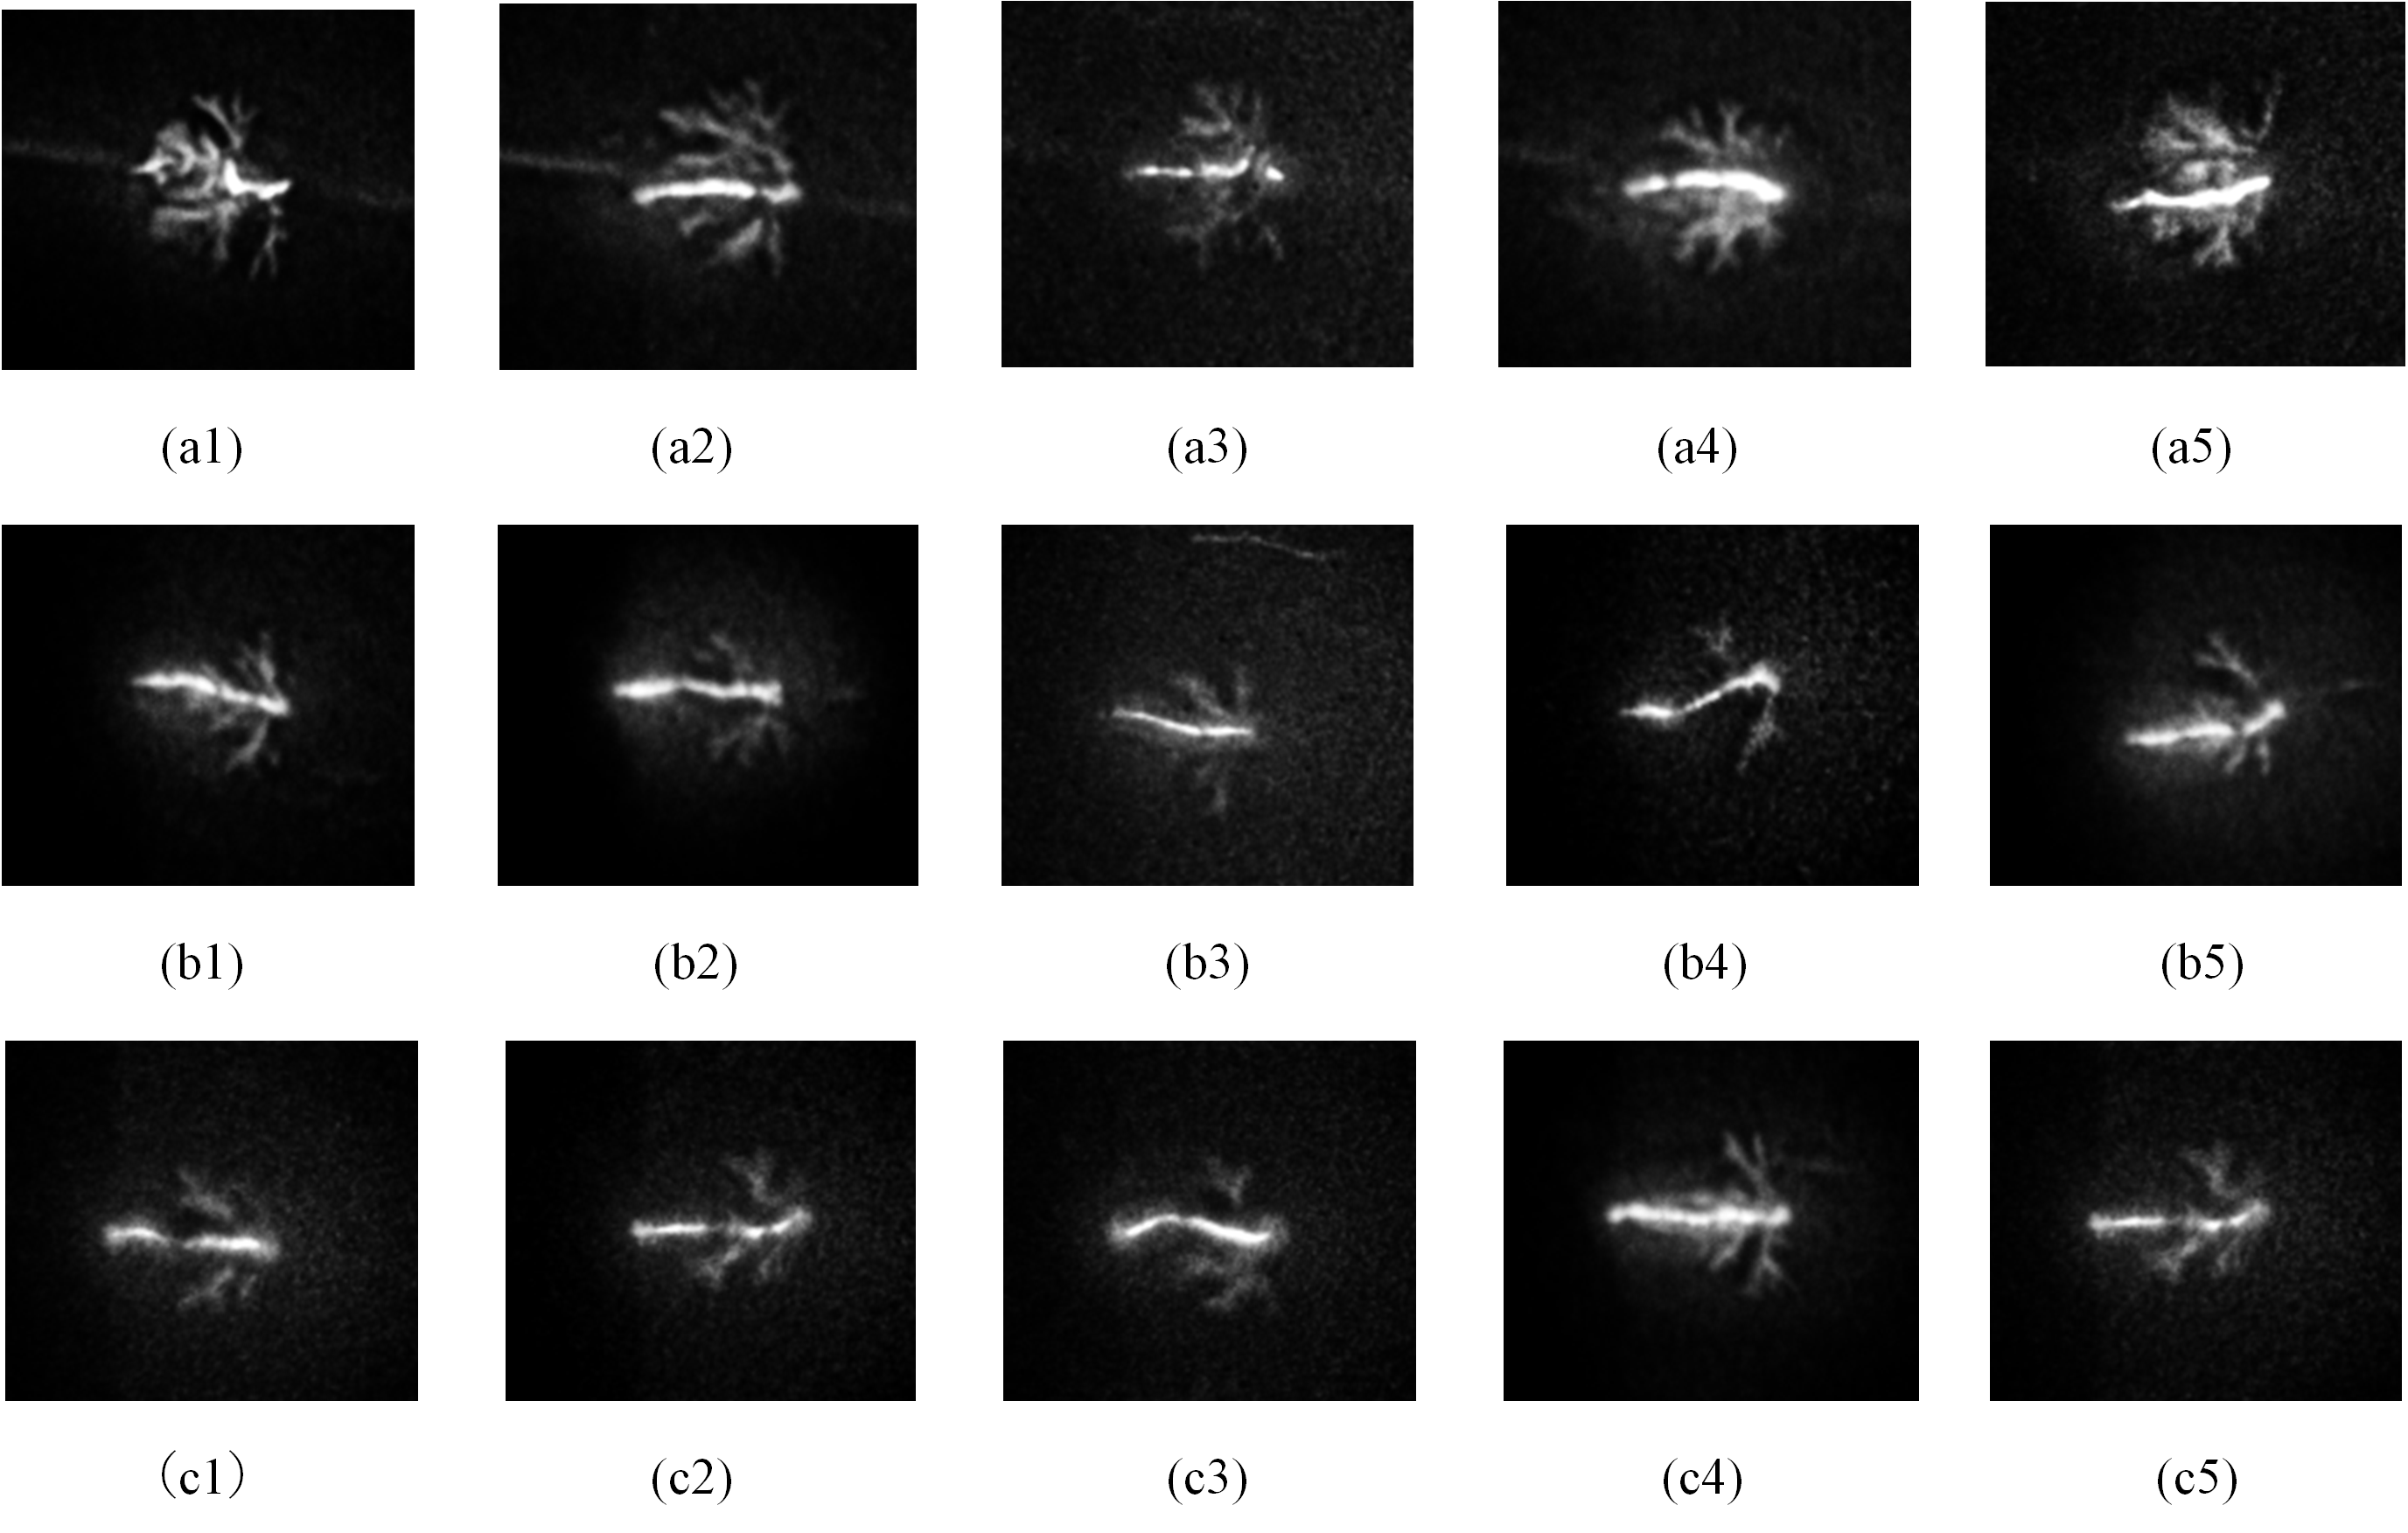 (a1) (a2) (a3) (a4) (a5)
(b1) (b2) (b3) (b4) (b5)
（c1） (c2) (c3) (c4) (c5)